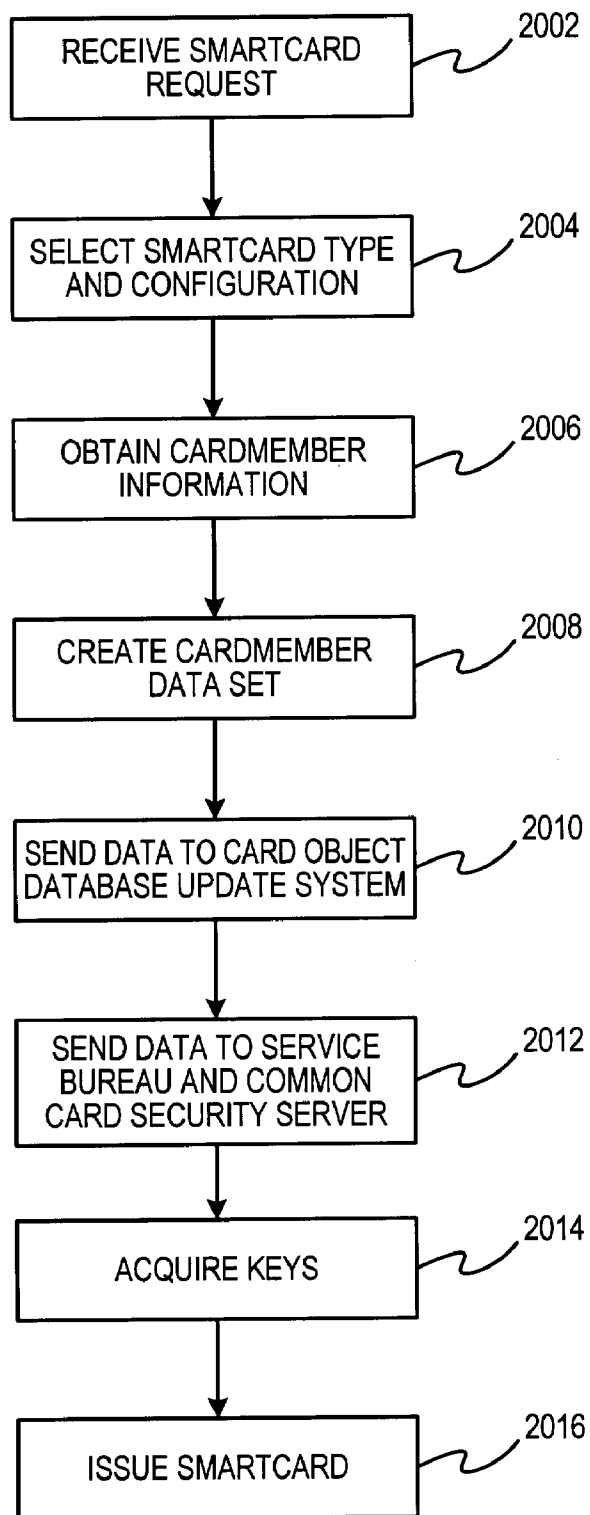 RECEIVE SMARTCARD
REQUEST
2002
SELECT SMARTCARD TYPE
AND CONFIGURATION
2004
OBTAIN CARDMEMBER
INFORMATION
2006
CREATE CARDMEMBER
DATA SET
2008
SEND DATA TO CARD OBJECT
DATABASE UPDATE SYSTEM
2010
SEND DATA TO SERVICE
BUREAU AND COMMON
CARD SECURITY SERVER
2012
ACQUIRE KEYS
2014
ISSUE SMARTCARD
2016